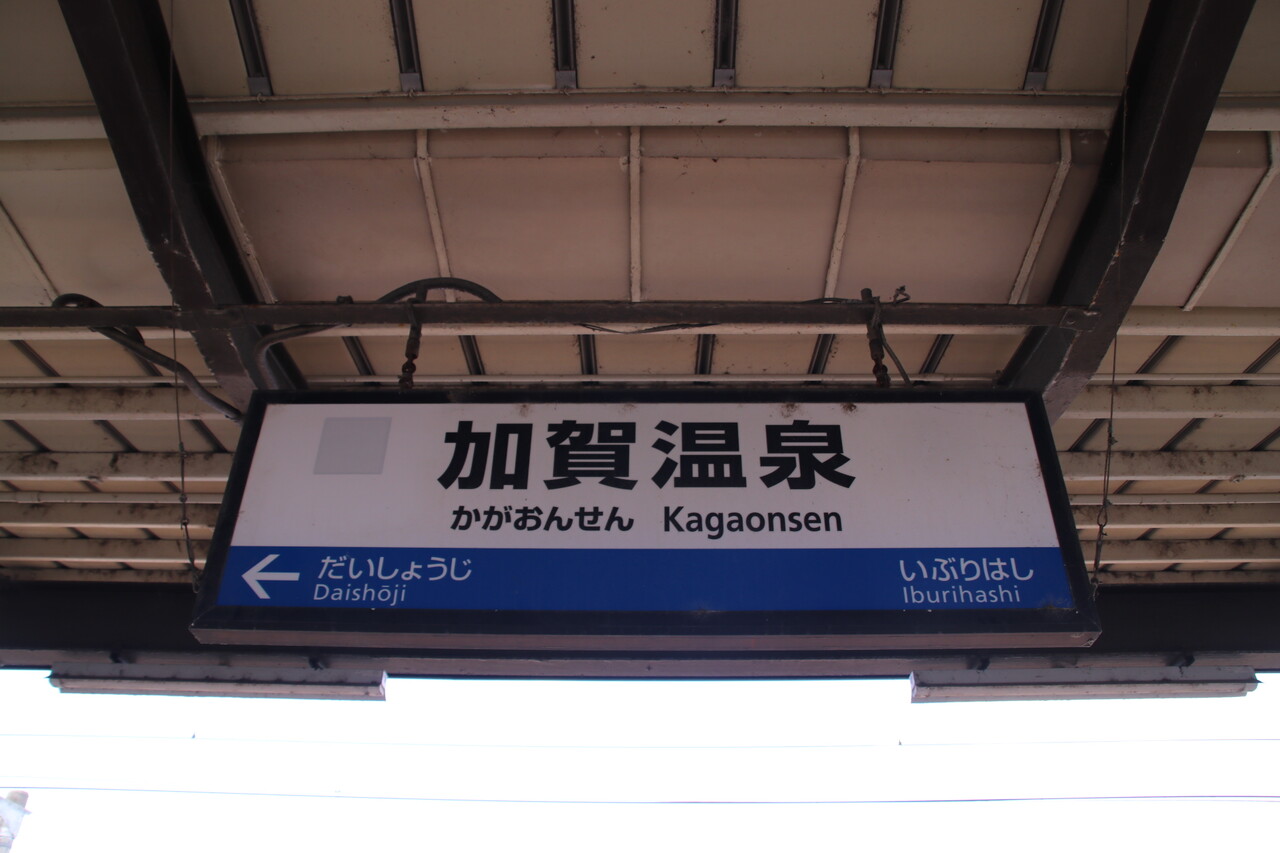 加賀温泉
かがおんせん Kagaonsen
← だいしょうじ いぶりはし
Daishōji Iburihashi